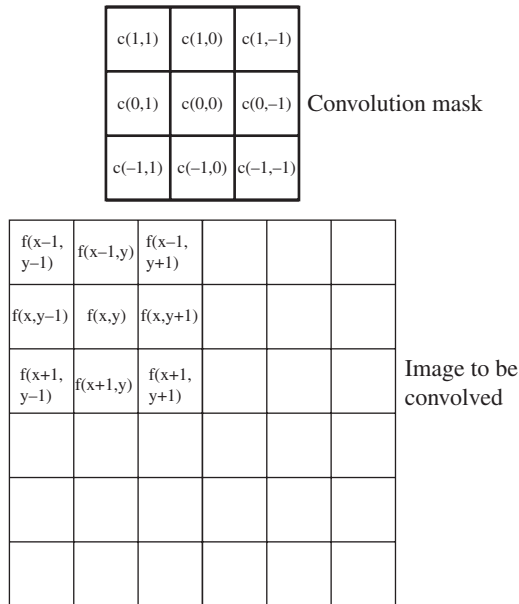 c(1,1) c(1,0) c(1,–1)
c(0,1) c(0,0) c(0,–1) Convolution mask
c(–1,1) c(–1,0) c(–1,–1)
f(x–1,
y–1) f(x–1,y) f(x–1,
y+1)
f(x,y–1) f(x,y) f(x,y+1)
f(x+1,
y–1) f(x+1,y) f(x+1,
y+1)
Image to be
convolved